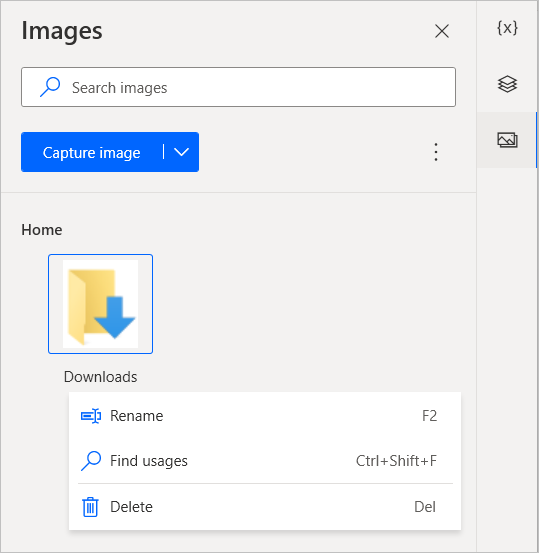 Images
{x}
Search images
Capture image
Home
Downloads
Rename F2
Find usages Ctrl+Shift+F
Delete Del